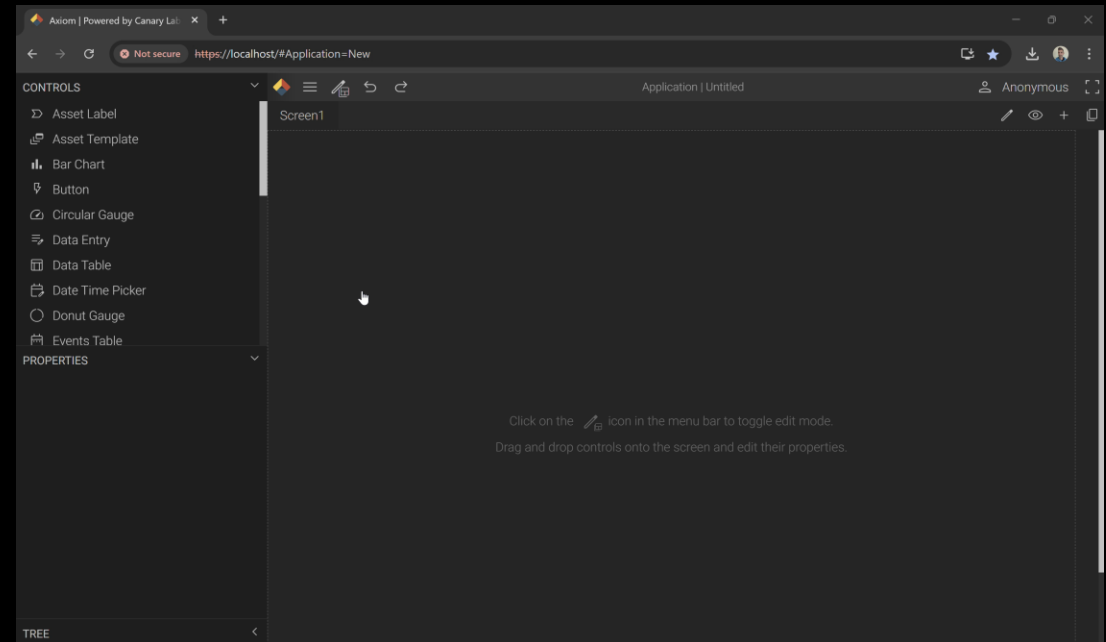 Axiom | Powered by Canary Lab
Not secure https://localhost/#Application=New
CONTROLS
Application | Untitled
Anonymous
Asset Label
Screen1
Asset Template
Bar Chart
Button
Circular Gauge
Data Entry
Data Table
Date Time Picker
Donut Gauge
Events Table
PROPERTIES
Click on the icon in the menu bar to toggle edit mode.
Drag and drop controls onto the screen and edit their properties.
TREE